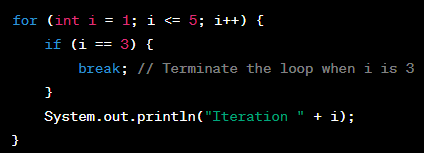 for (int i = 1; i <= 5; i++) {
    if (i == 3) {
        break; // Terminate the loop when i is 3
    }
    System.out.println("Iteration " + i);
}